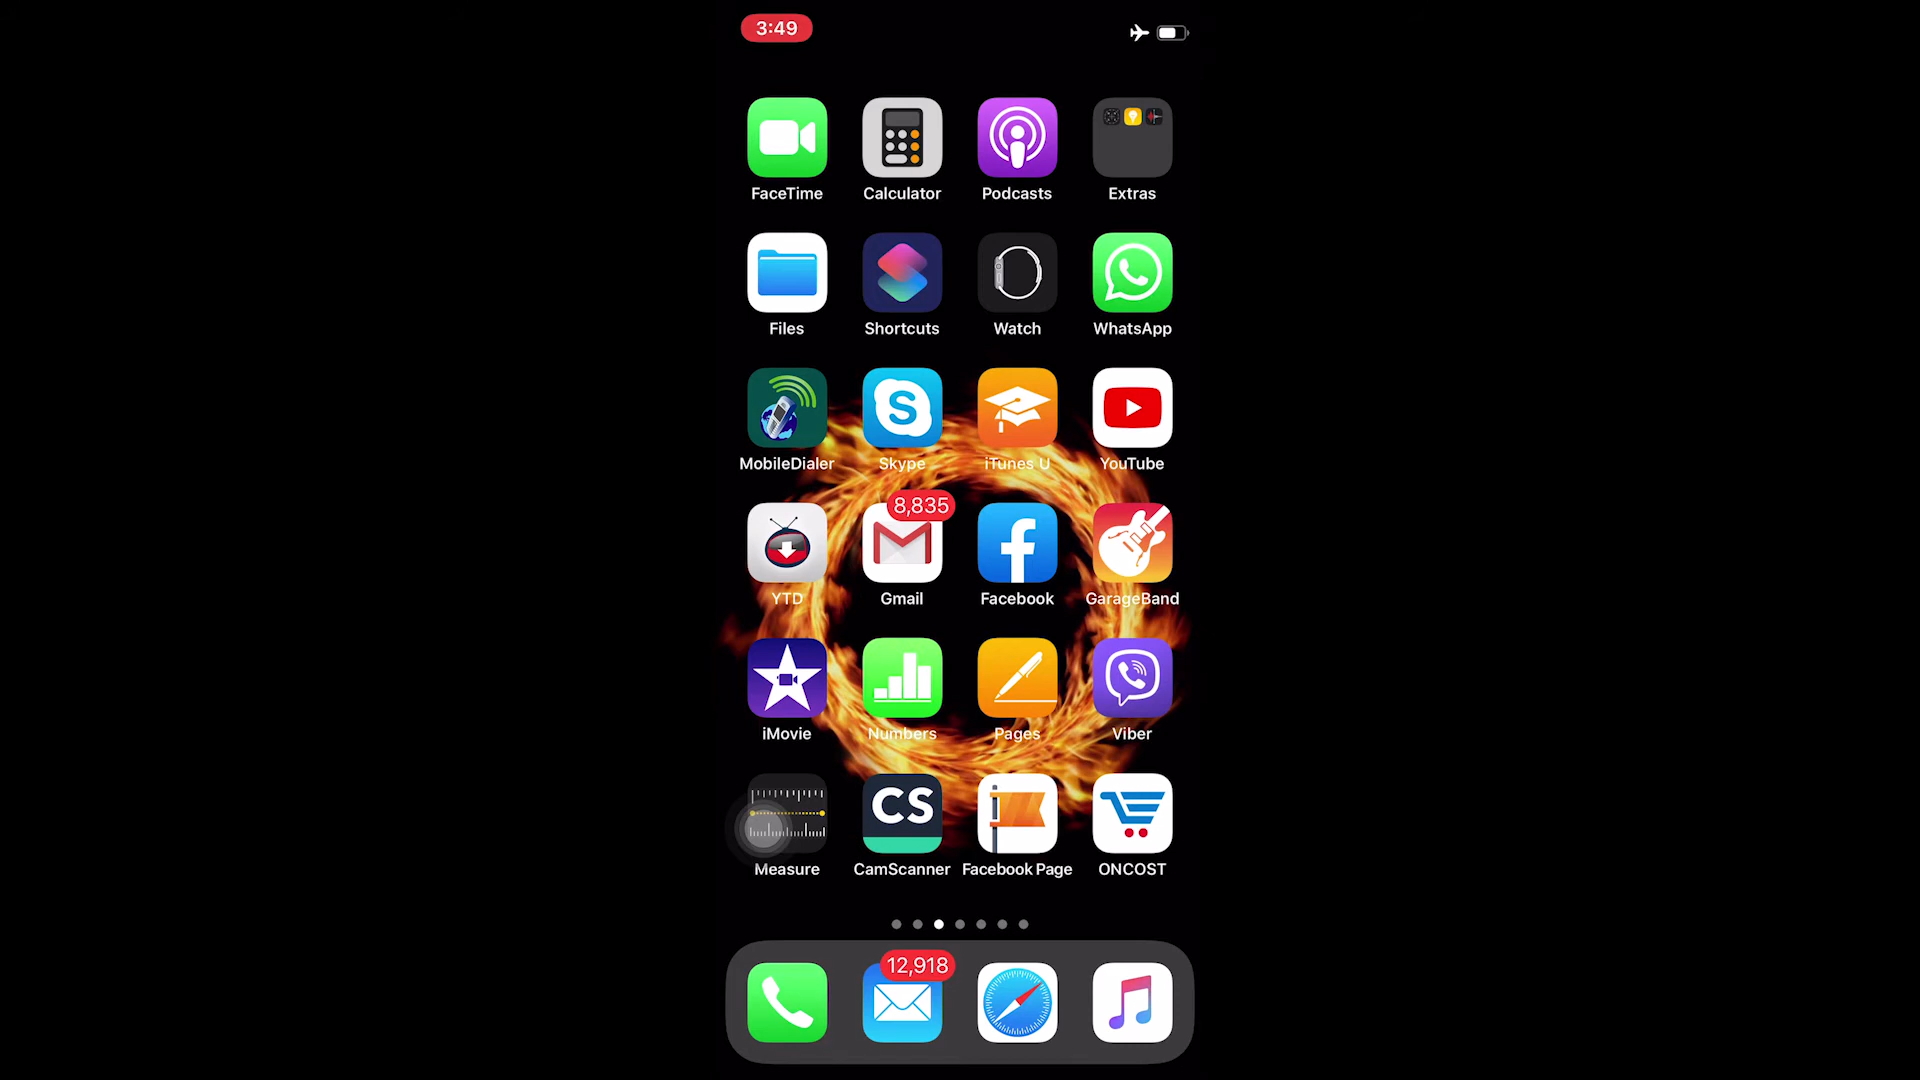 3:49
FaceTime Calculator Podcasts Extras
Files Shortcuts Watch WhatsApp
S
MobileDialer Skype iTunes U YouTube
8,835
YTD Gmail Facebook GarageBand
iMovie Numbers Pages Viber
CS
Measure CamScanner Facebook Page ONCOST
12,918